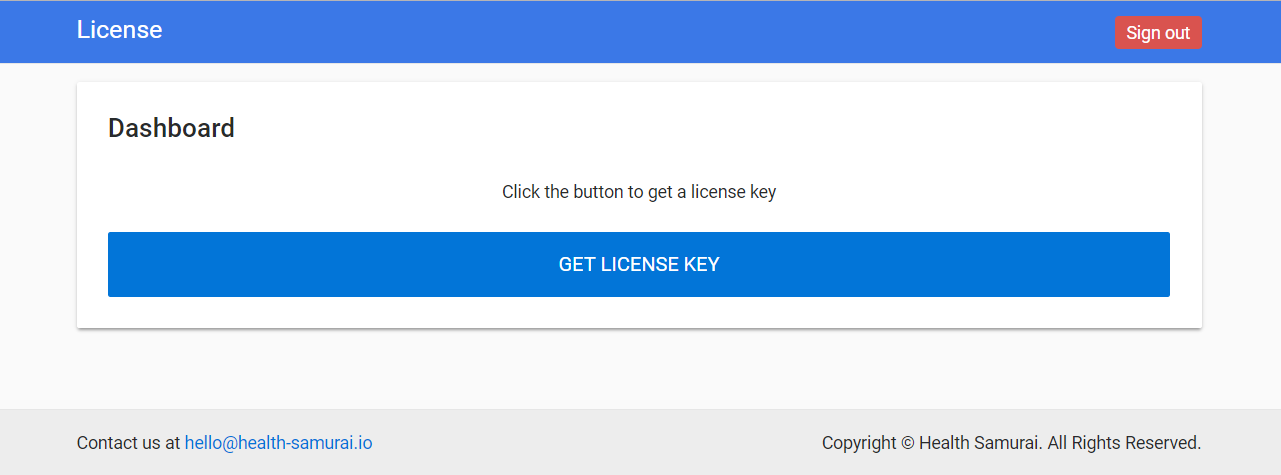 License
Sign out
Dashboard
Click the button to get a license key
GET LICENSE KEY
Contact us at hello@health-samurai.io
Copyright © Health Samurai. All Rights Reserved.